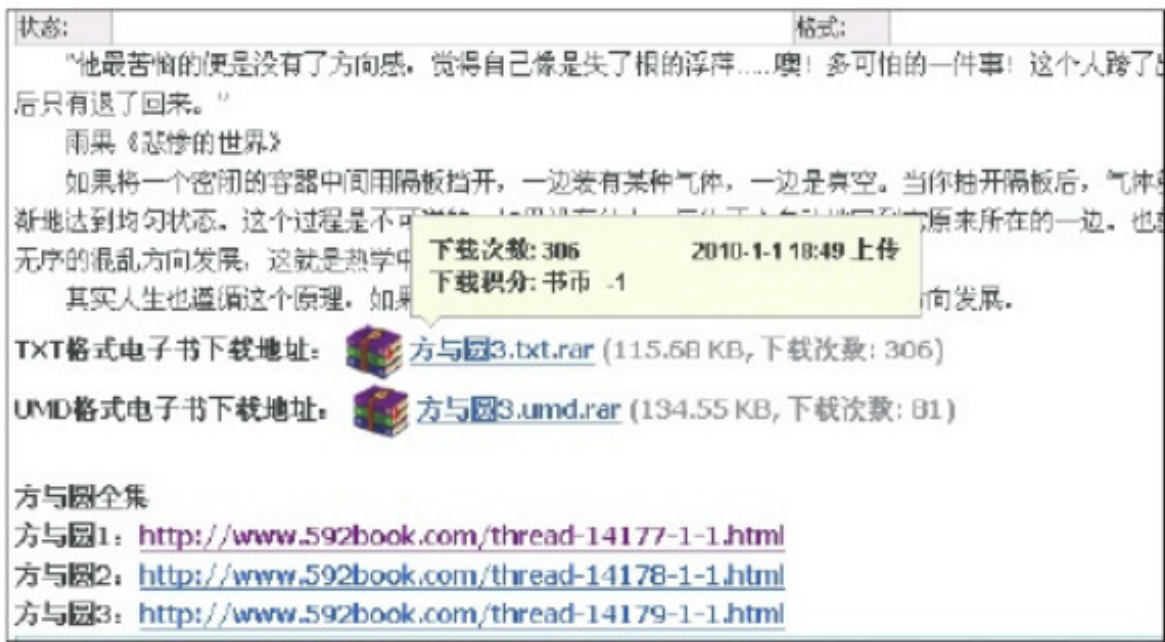 状态: 格式:
“他最苦恼的便是没有了方向感，觉得自己像是失了根的浮萍.....噢！多可怕的一件事！这个人跨了出
后只有退了回来。”
雨果《悲惨的世界》
如果将一个密闭的容器中间用隔板挡开，一边装有某种气体，一边是真空。当你抽开隔板后，气体
渐地达到均匀状态。这个过程是不可 原来所在的一边。也就
无序的混乱方向发展，这就是热学中
下载次数: 306 2010-1-1 18:49 上传
下载积分: 书币 -1
其实人生也遵循这个原理。如果 向发展。
TXT格式电子书下载地址： 方与圆3.txt.rar (115.68 KB, 下载次数: 306)
UMD格式电子书下载地址： 方与圆3.umd.rar (134.55 KB, 下载次数: 81)
方与圆全集
方与圆1：http://www.592book.com/thread-14177-1-1.html
方与圆2：http://www.592book.com/thread-14178-1-1.html
方与圆3：http://www.592book.com/thread-14179-1-1.html